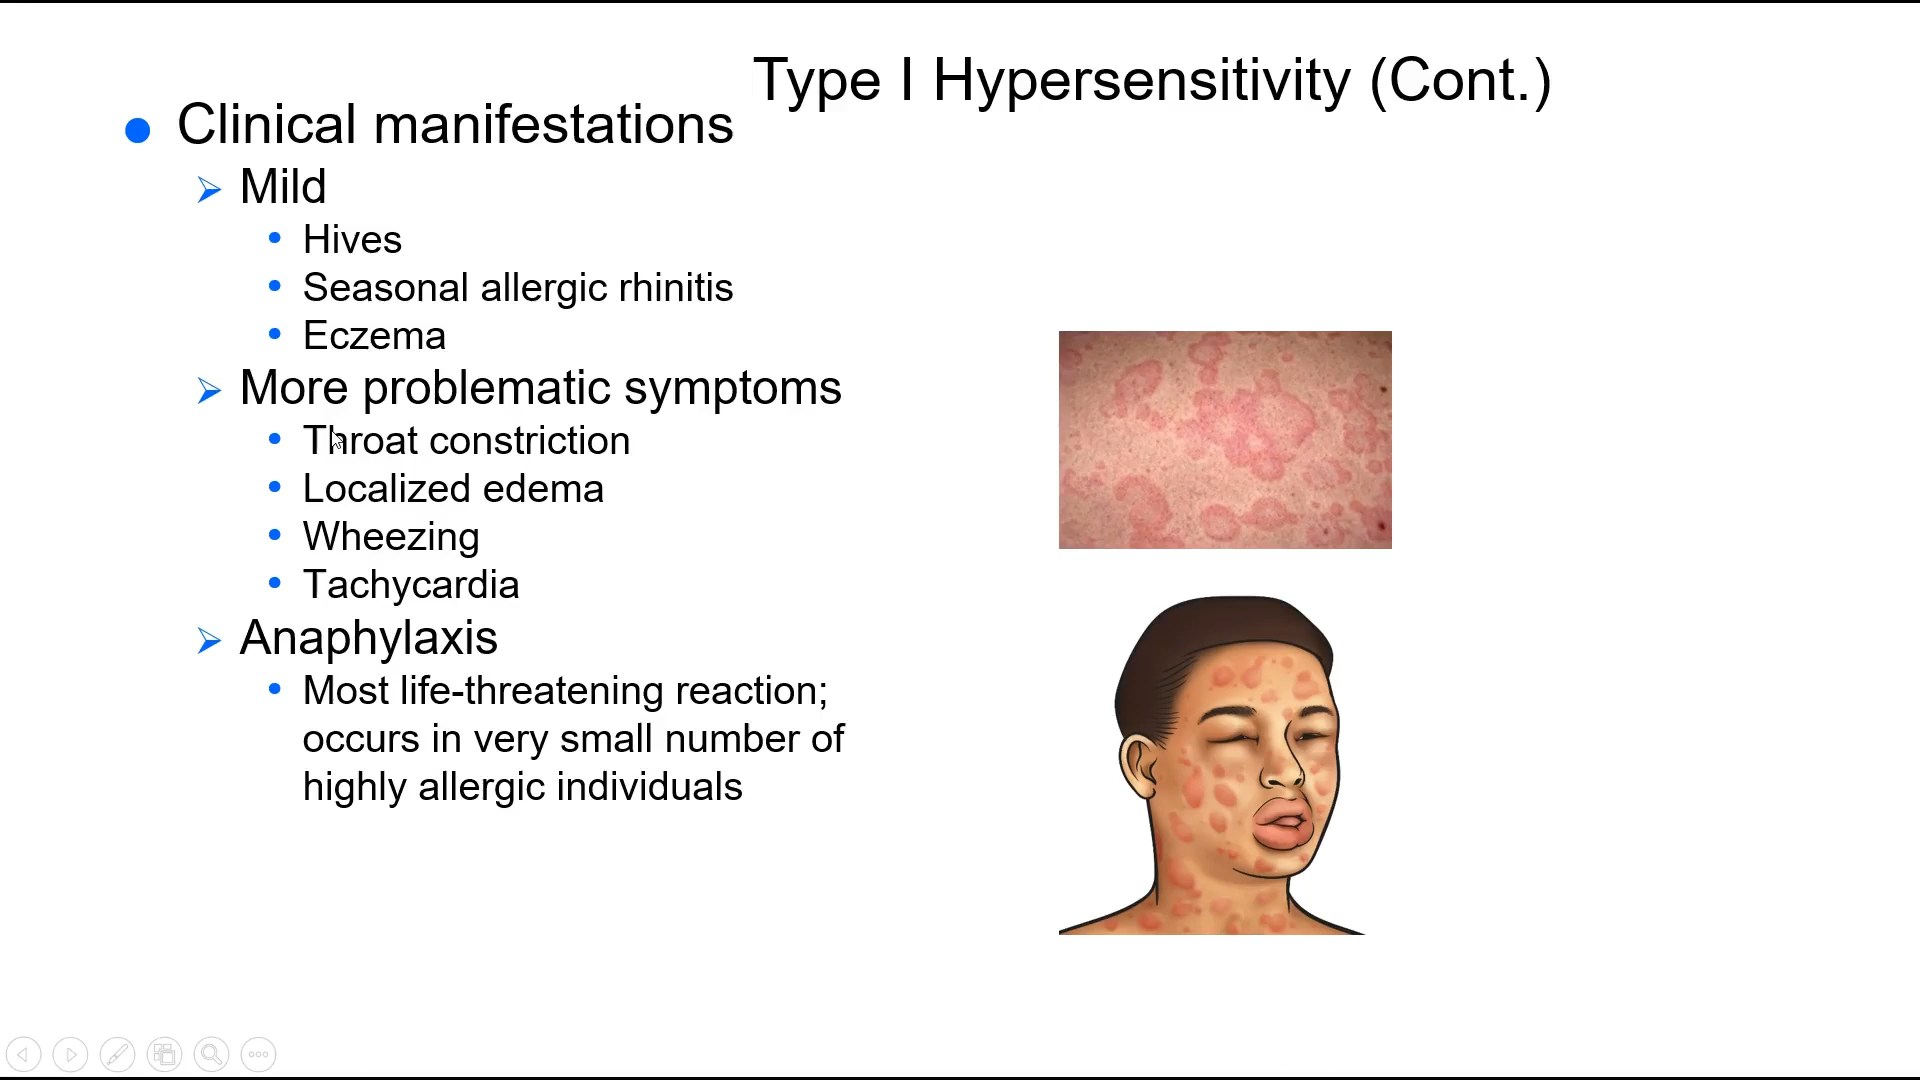 Type I Hypersensitivity (Cont.)
Clinical manifestations
Mild
Hives
Seasonal allergic rhinitis
Eczema
More problematic symptoms
Throat constriction
Localized edema
Wheezing
Tachycardia
Anaphylaxis
Most life-threatening reaction;
occurs in very small number of
highly allergic individuals